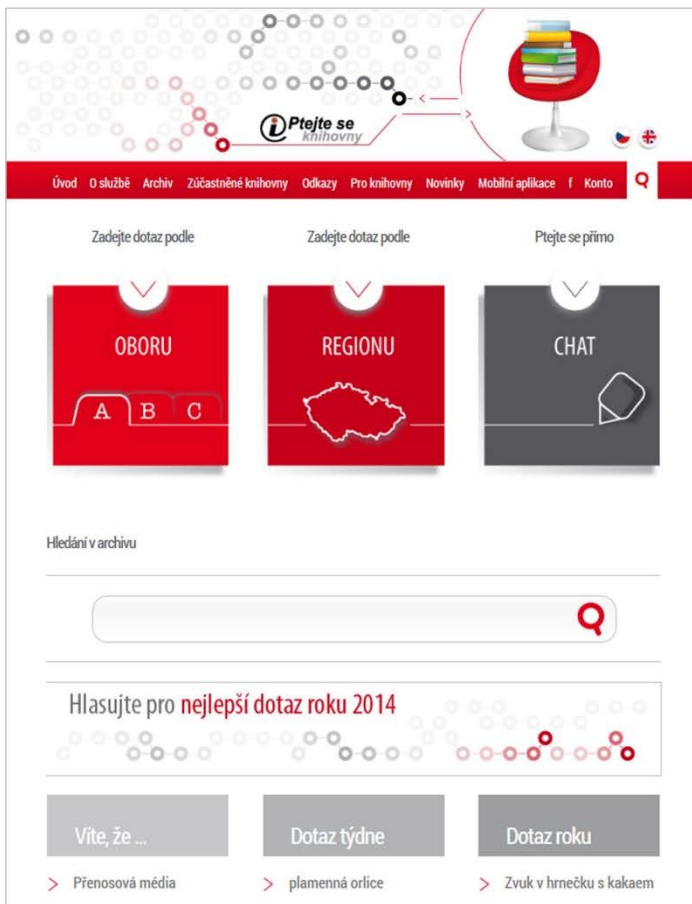 Ptejte se
knihovny
Úvod O službě Archiv Zúčastněné knihovny Odkazy Pro knihovny Novinky Mobilní aplikace f Konto
Zadejte dotaz podle Zadejte dotaz podle Ptejte se přímo
OBORU REGIONU CHAT
A B C
Hledání v archivu
Hlasujte pro nejlepší dotaz roku 2014
Víte, že ... Dotaz týdne Dotaz roku
Přenosová média plamenná orlice Zvuk v hrnečku s kakaem